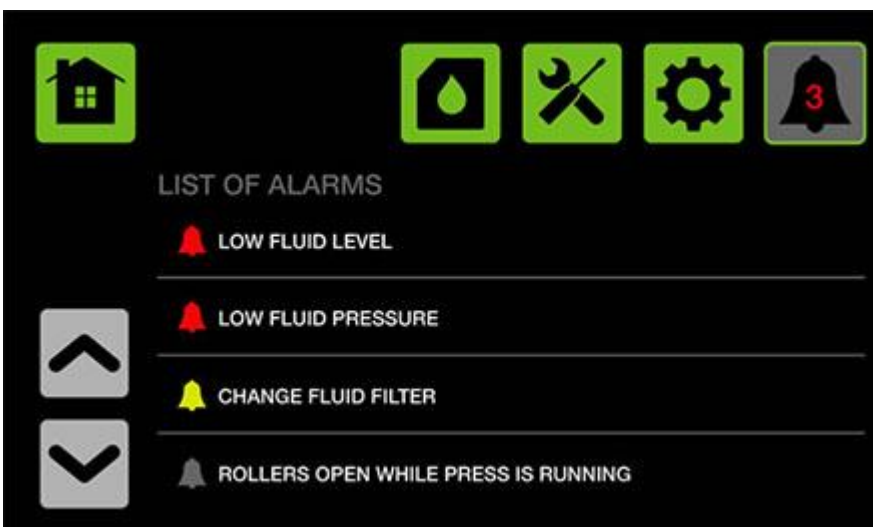 3
LIST OF ALARMS
LOW FLUID LEVEL
LOW FLUID PRESSURE
CHANGE FLUID FILTER
ROLLERS OPEN WHILE PRESS IS RUNNING